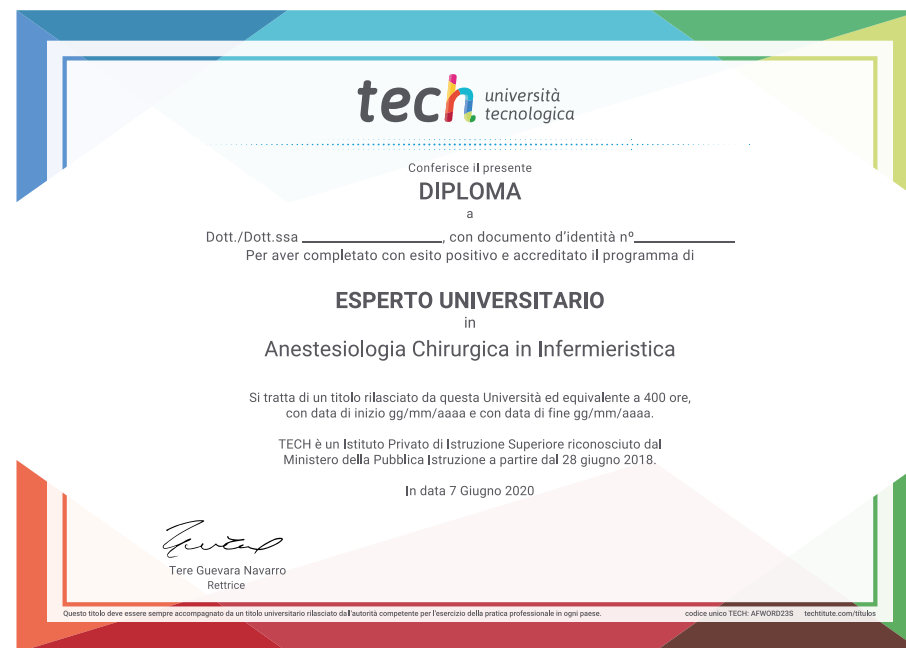 tech università
tecnologica
Conferisce il presente
DIPLOMA
a
Dott./Dott.ssa ____________, con documento d'identità nº____________
Per aver completato con esito positivo e accreditato il programma di
ESPERTO UNIVERSITARIO
in
Anestesiologia Chirurgica in Infermieristica
Si tratta di un titolo rilasciato da questa Università ed equivalente a 400 ore,
con data di inizio gg/mm/aaaa e con data di fine gg/mm/aaaa.
TECH è un Istituto Privato di Istruzione Superiore riconosciuto dal
Ministero della Pubblica Istruzione a partire dal 28 giugno 2018.
In data 7 Giugno 2020
Tere Guevara Navarro
Rettrice
Questo titolo deve essere sempre accompagnato da un titolo universitario rilasciato dall'autorità competente per l'esercizio della pratica professionale in ogni paese. codice unico TECH: AFWORD23S techtitute.com/títulos